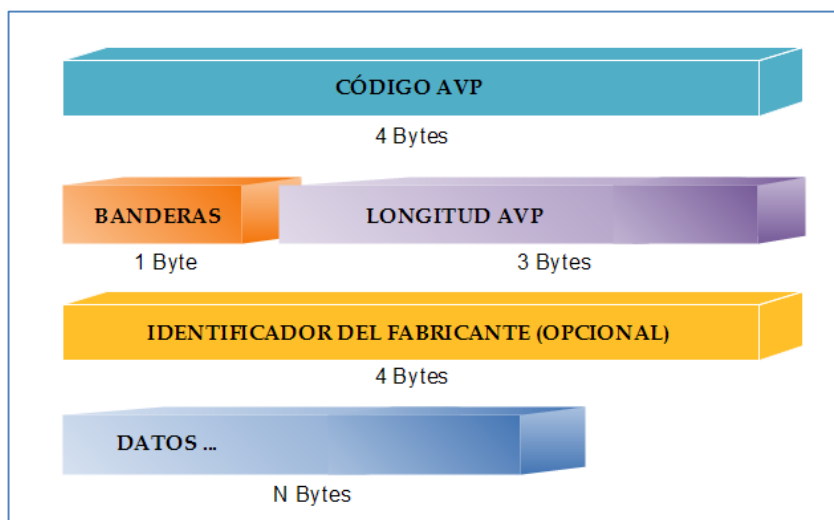 CÓDIGO AVP
4 Bytes
BANDERAS
LONGITUD AVP
1 Byte
3 Bytes
IDENTIFICADOR DEL FABRICANTE (OPCIONAL)
4 Bytes
DATOS ...
N Bytes